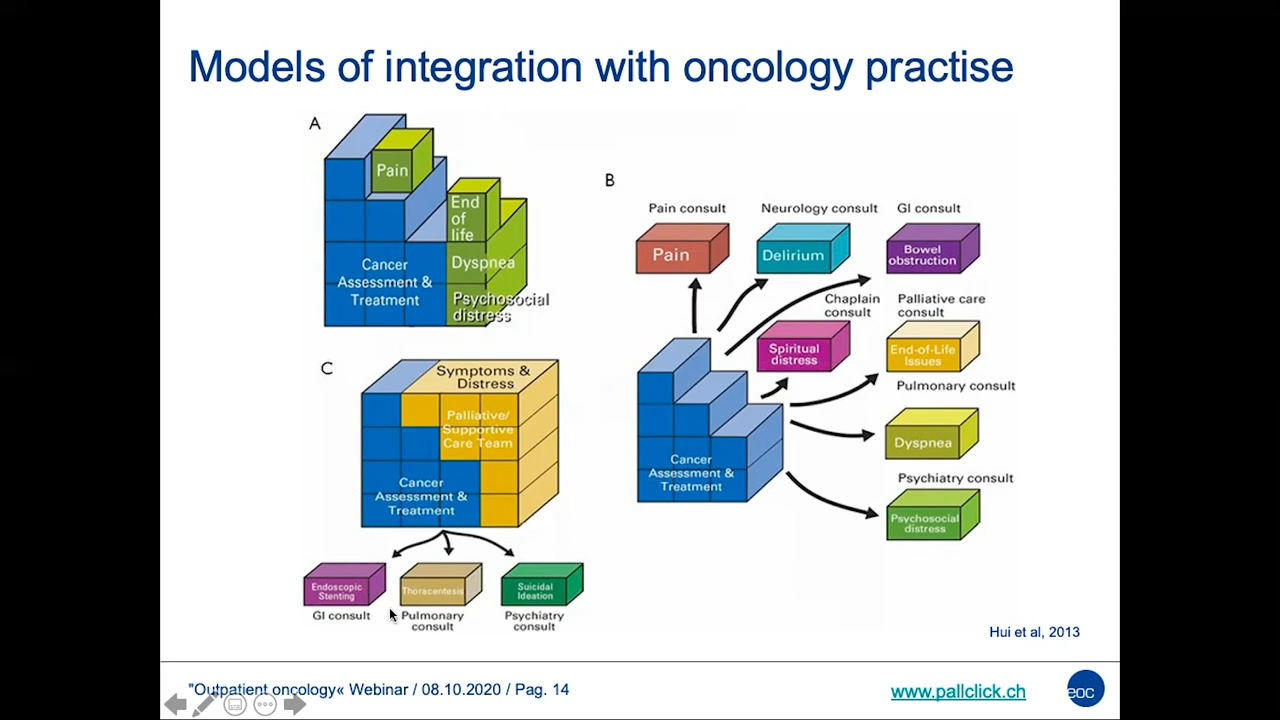 Models of integration with oncology practise
A
Pain
End
of
life
Cancer
Assessment &
Treatment
Dyspnea
Psychosocial
distress
B
Pain consult
Neurology consult
GI consult
Pain
Delirium
Bowel
obstruction
Chaplain
consult
Palliative care
consult
Spiritual
distress
End-of-Life
Issues
Pulmonary consult
Dyspnea
Cancer
Assessment &
Treatment
Psychiatry consult
Psychosocial
distress
C
Symptoms &
Distress
Palliative/
Supportive
Care Team
Cancer
Assessment &
Treatment
Endoscopic
Stenting
Thoracentesis
Suicidal
Ideation
GI consult
Pulmonary
consult
Psychiatry
consult
Hui et al, 2013
"Outpatient oncology« Webinar / 08.10.2020 / Pag. 14
www.pallclick.ch
eoc